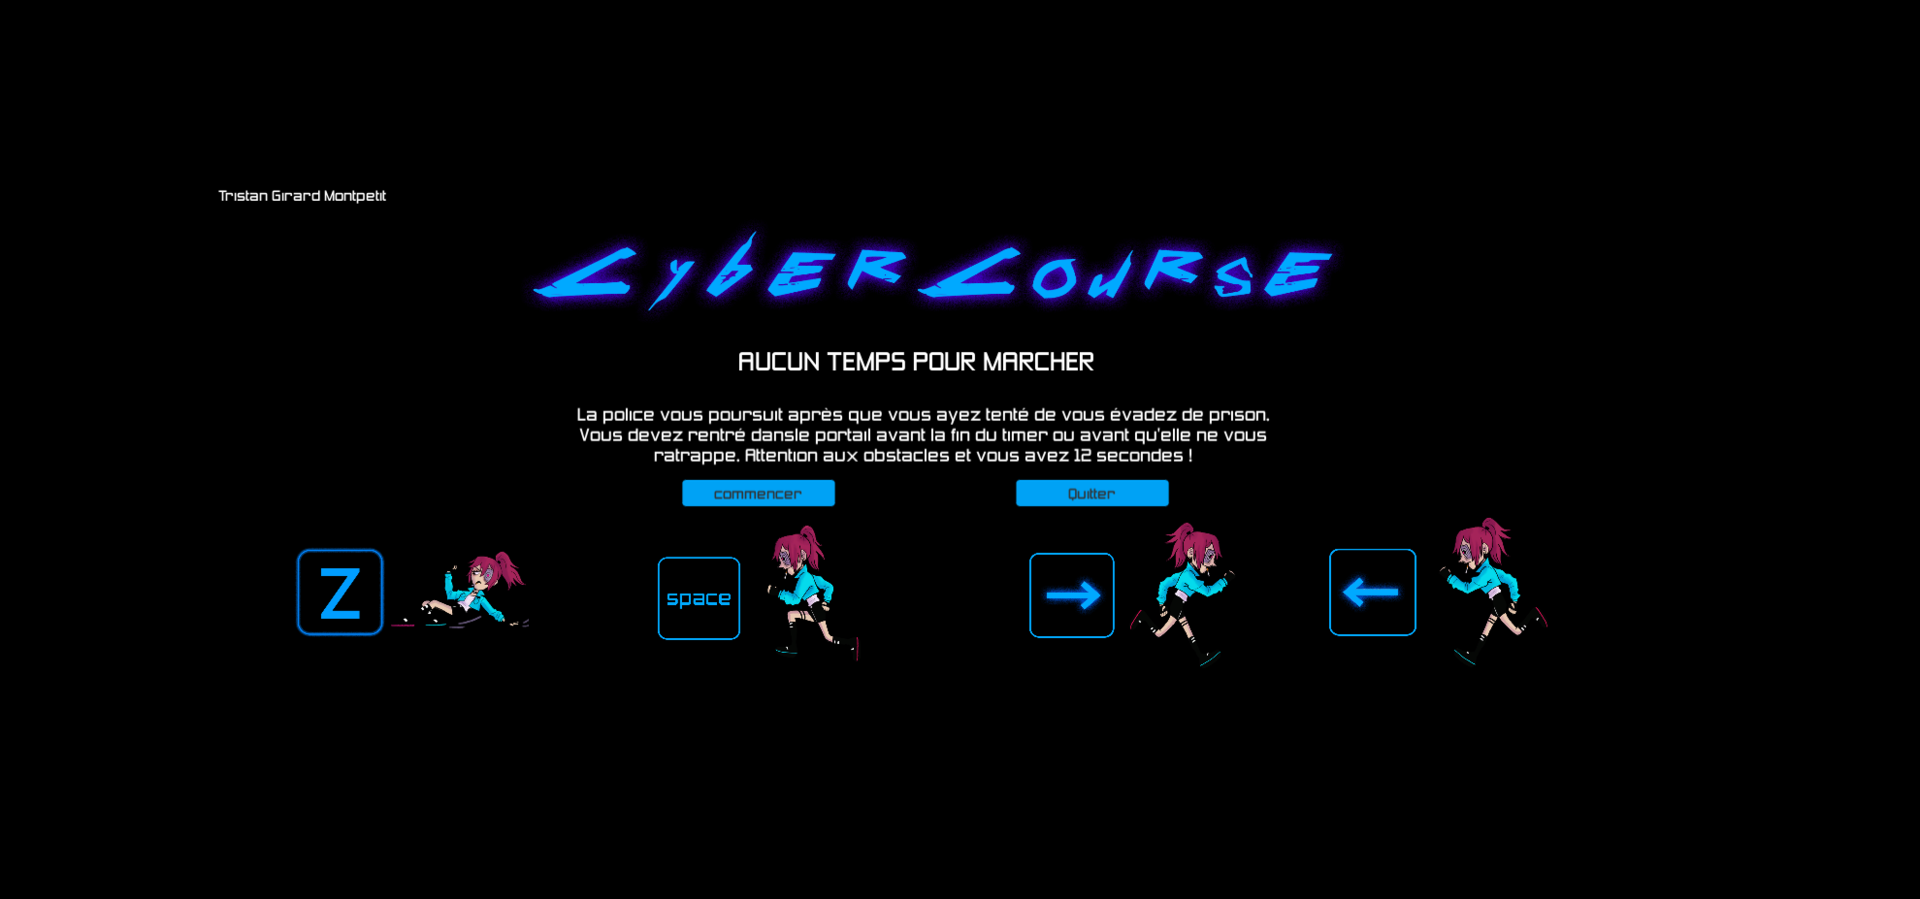 Tristan Girard Montpetit
CYbER COURSE
AUCUN TEMPS POUR MARCHER
La police vous poursuit après que vous ayez tenté de vous évadez de prison.
Vous devez rentré dansle portail avant la fin du timer ou avant qu'elle ne vous
ratrappe. Attention aux obstacles et vous avez 12 secondes !
commencer
Quitter
Z
space
→
←